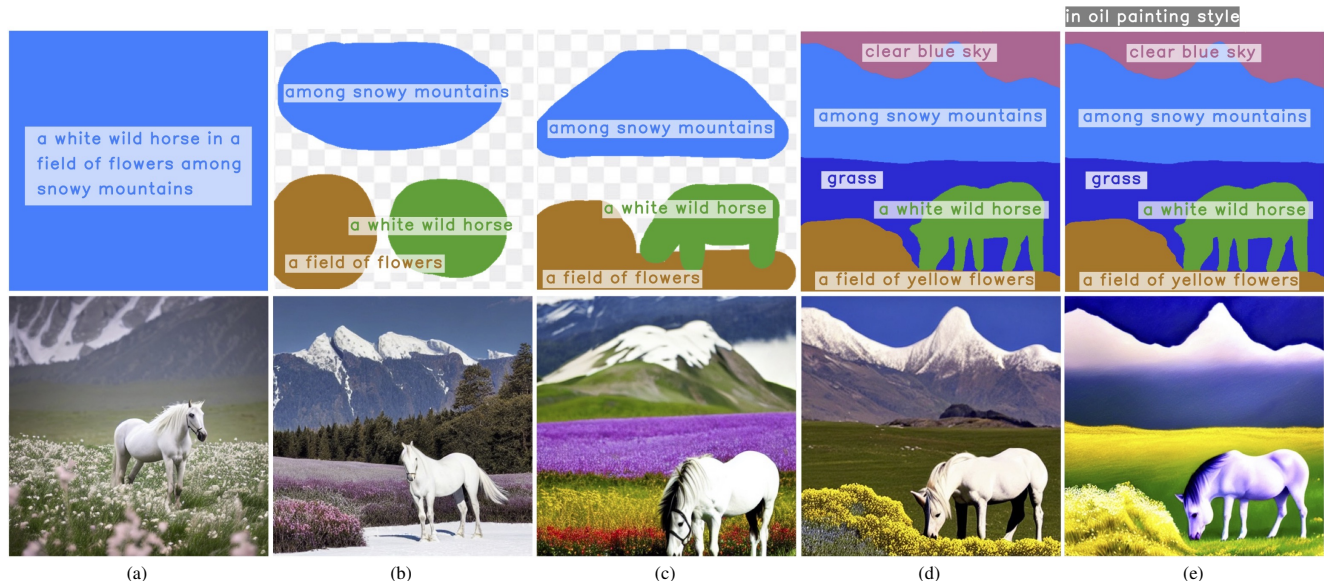 in oil painting style
a white wild horse in a
field of flowers among
snowy mountains
among snowy mountains
a white wild horse
a field of flowers
among snowy mountains
a white wild horse
a field of flowers
clear blue sky
among snowy mountains
grass
a white wild horse
a field of yellow flowers
clear blue sky
among snowy mountains
grass
a white wild horse
a field of yellow flowers
(a)
(b)
(c)
(d)
(e)